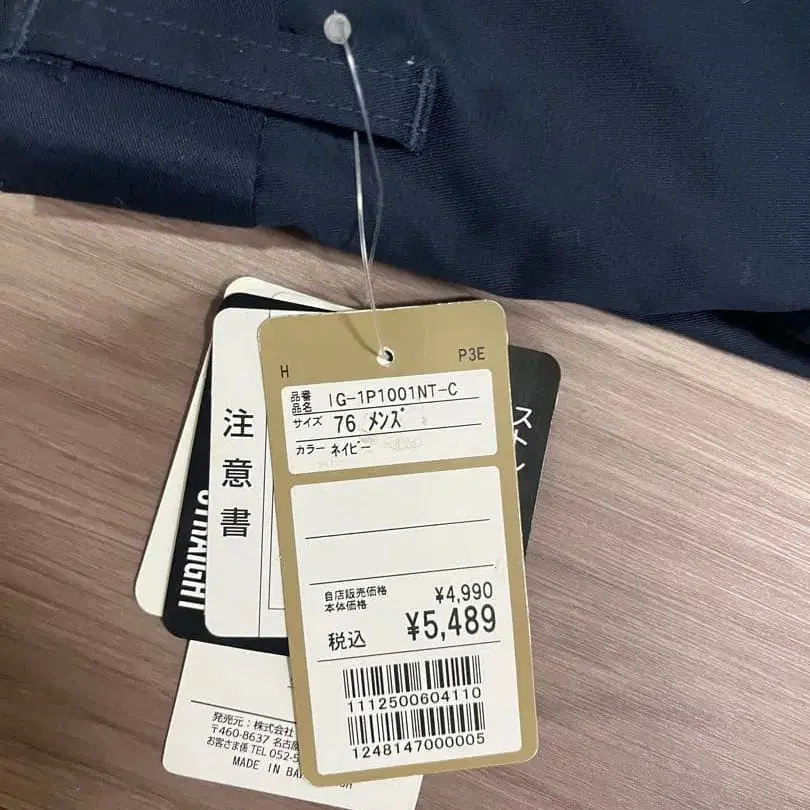 H P3E
品番
品名 IG-1P1001NT-C
サイズ 76 メンズ
カラー ネイビー
自店販売価格
本体価格 ¥4,990
税込 ¥5,489
1112500604110
1248147000005
注意書
STRAIGHT
スト
発売元：株式会
〒460-8637 名古
お客さま係 TEL 052-5
MADE IN BA